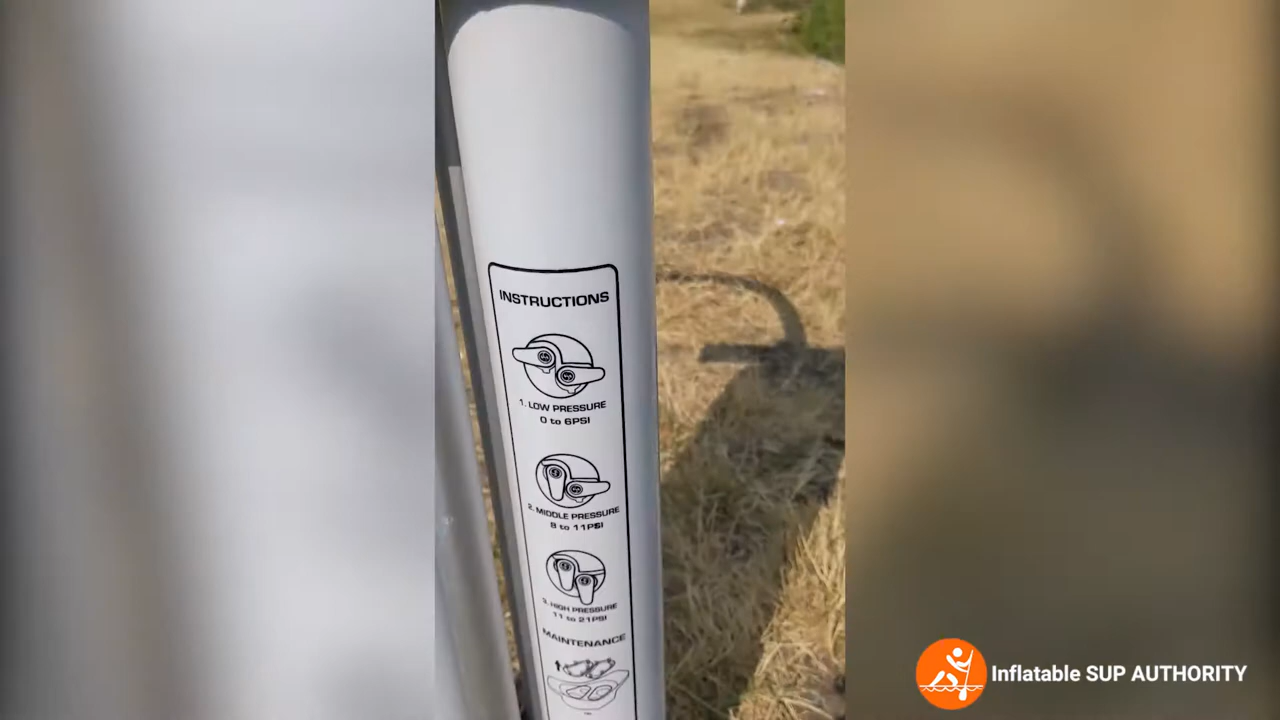 INSTRUCTIONS
1. LOW PRESSURE
0 to 6PSI
2. MIDDLE PRESSURE
8 to 11PSI
3. HIGH PRESSURE
11 to 21PSI
MAINTENANCE
Inflatable SUP AUTHORITY